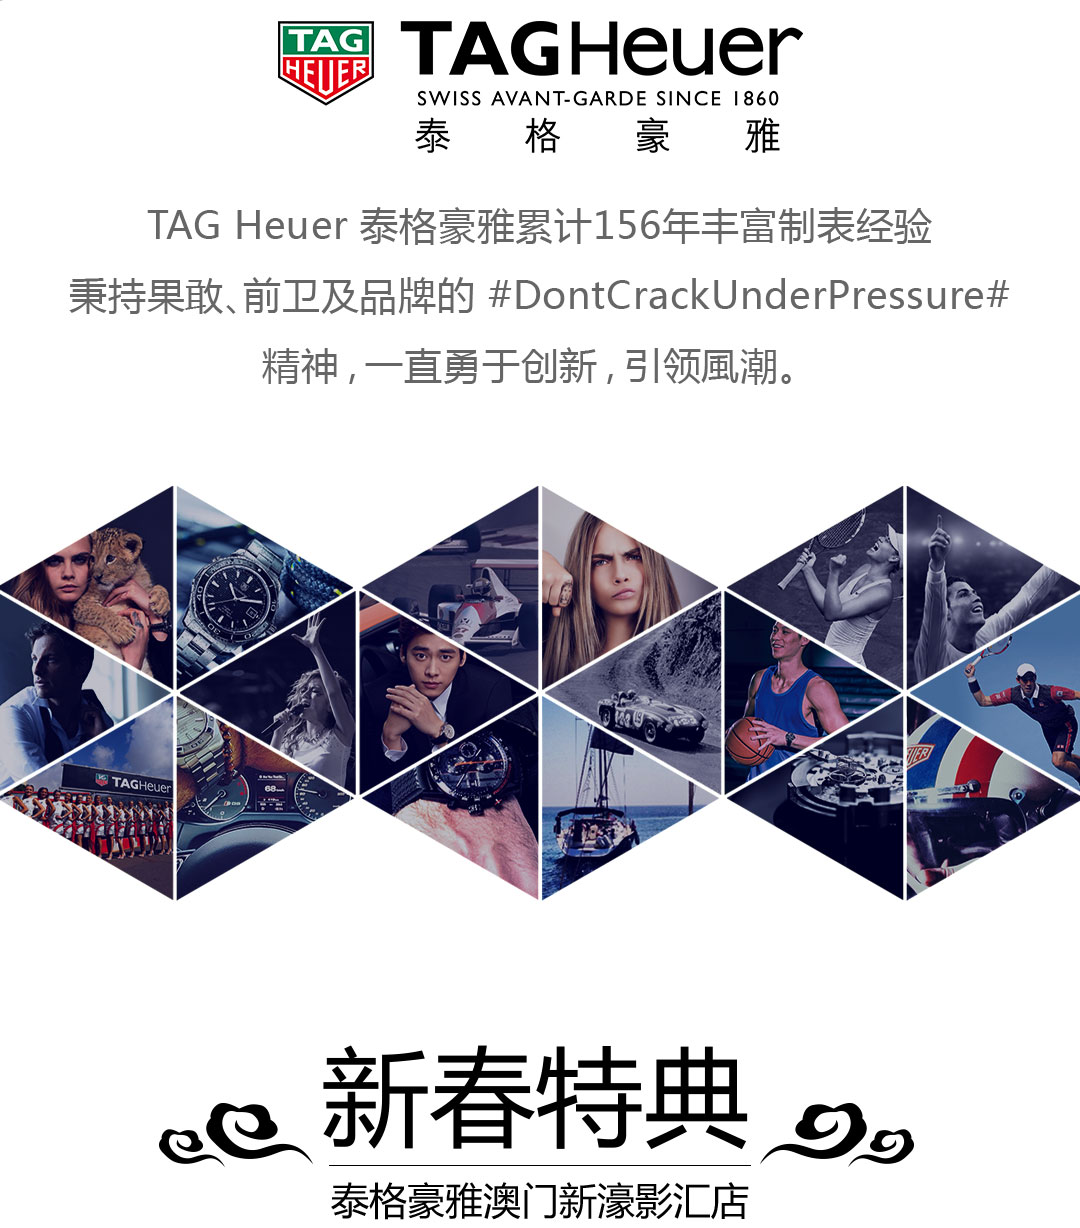 TAG
HEUER
TAGHeuer
SWISS AVANT-GARDE SINCE 1860
泰格豪雅
TAG Heuer 泰格豪雅累计156年丰富制表经验
秉持果敢、前卫及品牌的 #DontCrackUnderPressure#
精神，一直勇于创新，引领風潮。
TAGHeuer
68
新春特典
泰格豪雅澳门新濠影汇店